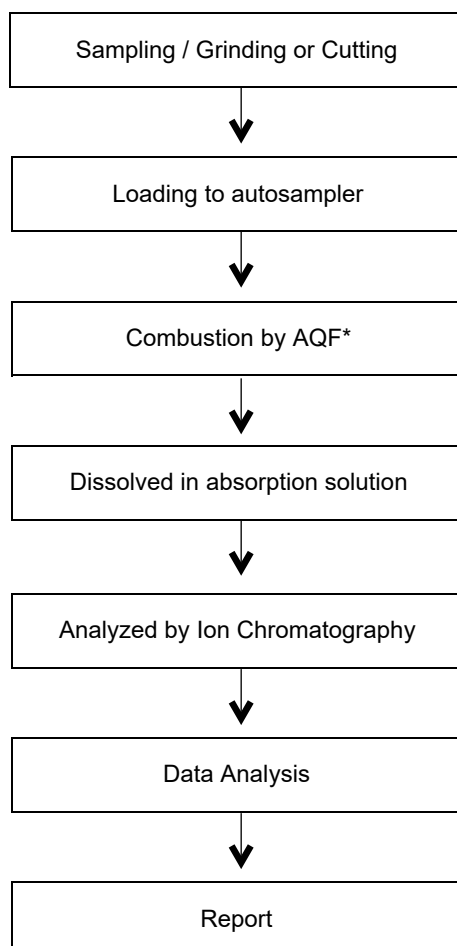 Sampling / Grinding or Cutting
Loading to autosampler
Combustion by AQF*
Dissolved in absorption solution
Analyzed by Ion Chromatography
Data Analysis
Report